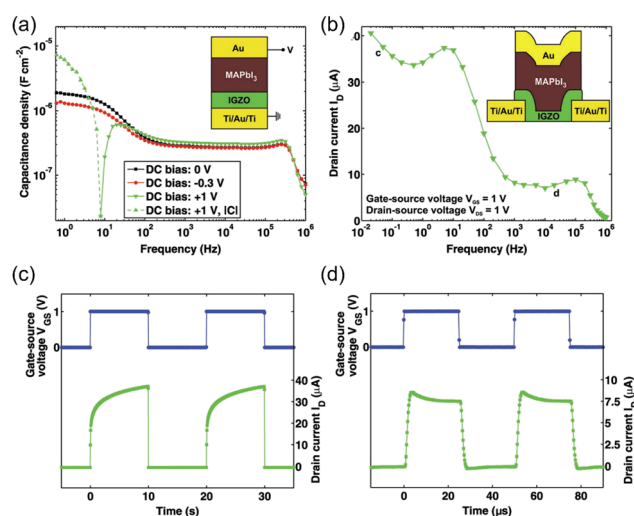 (a)
Capacitance density (F cm⁻²)
10⁻⁵
10⁻⁶
10⁻⁷
Au
V
MAPbI₃
IGZO
Ti/Au/Ti
DC bias: 0 V
DC bias: -0.3 V
DC bias: +1 V
DC bias: +1 V, |C|
10⁰ 10¹ 10² 10³ 10⁴ 10⁵ 10⁶
Frequency (Hz)
(b)
Drain current I_D (µA)
40
30
20
10
0
c
d
Au
MAPbI₃
Ti/Au/Ti IGZO Ti/Au/Ti
Gate-source voltage V_GS = 1 V
Drain-source voltage V_DS = 1 V
10⁻² 10⁻¹ 10⁰ 10¹ 10² 10³ 10⁴ 10⁵ 10⁶
Frequency (Hz)
(c)
Gate-source
voltage V_GS (V)
1
0
40
30
20
10
0
Drain current I_D (µA)
0 10 20 30
Time (s)
(d)
Gate-source
voltage V_GS (V)
1
0
10
7.5
5
2.5
0
Drain current I_D (µA)
0 20 40 60 80
Time (µs)